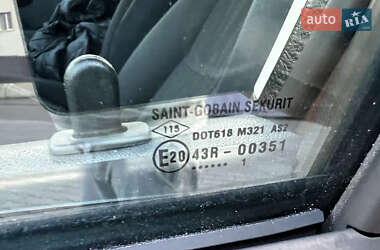 auto RIA
SAINT-GOBAIN SEKURIT
115 DOT618 M321 AS2
E20 43R-00351
...... 1